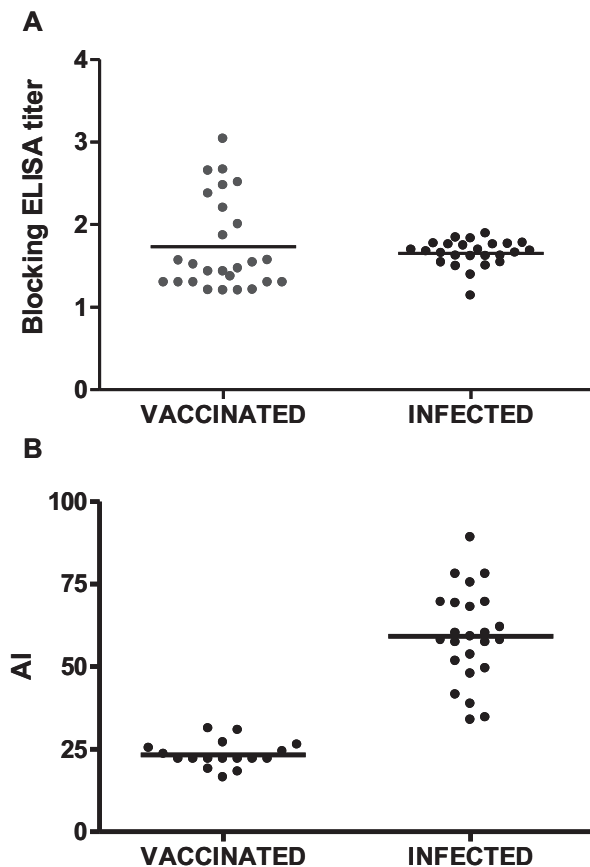 A
Blocking ELISA titer
4
3
2
1
0
VACCINATED INFECTED
B
AI
100
75
50
25
0
VACCINATED INFECTED